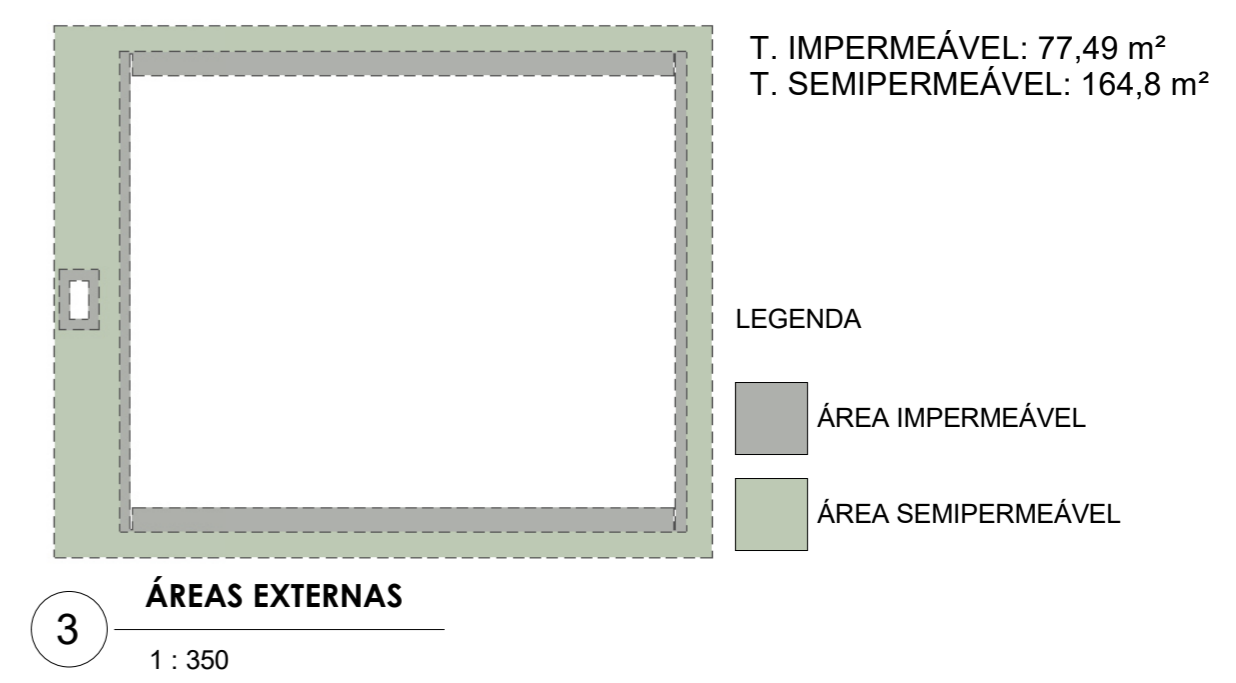 T. IMPERMEÁVEL: 77,49 m²
T. SEMIPERMEÁVEL: 164,8 m²
LEGENDA
ÁREA IMPERMEÁVEL
ÁREA SEMIPERMEÁVEL
3
ÁREAS EXTERNAS
1 : 350